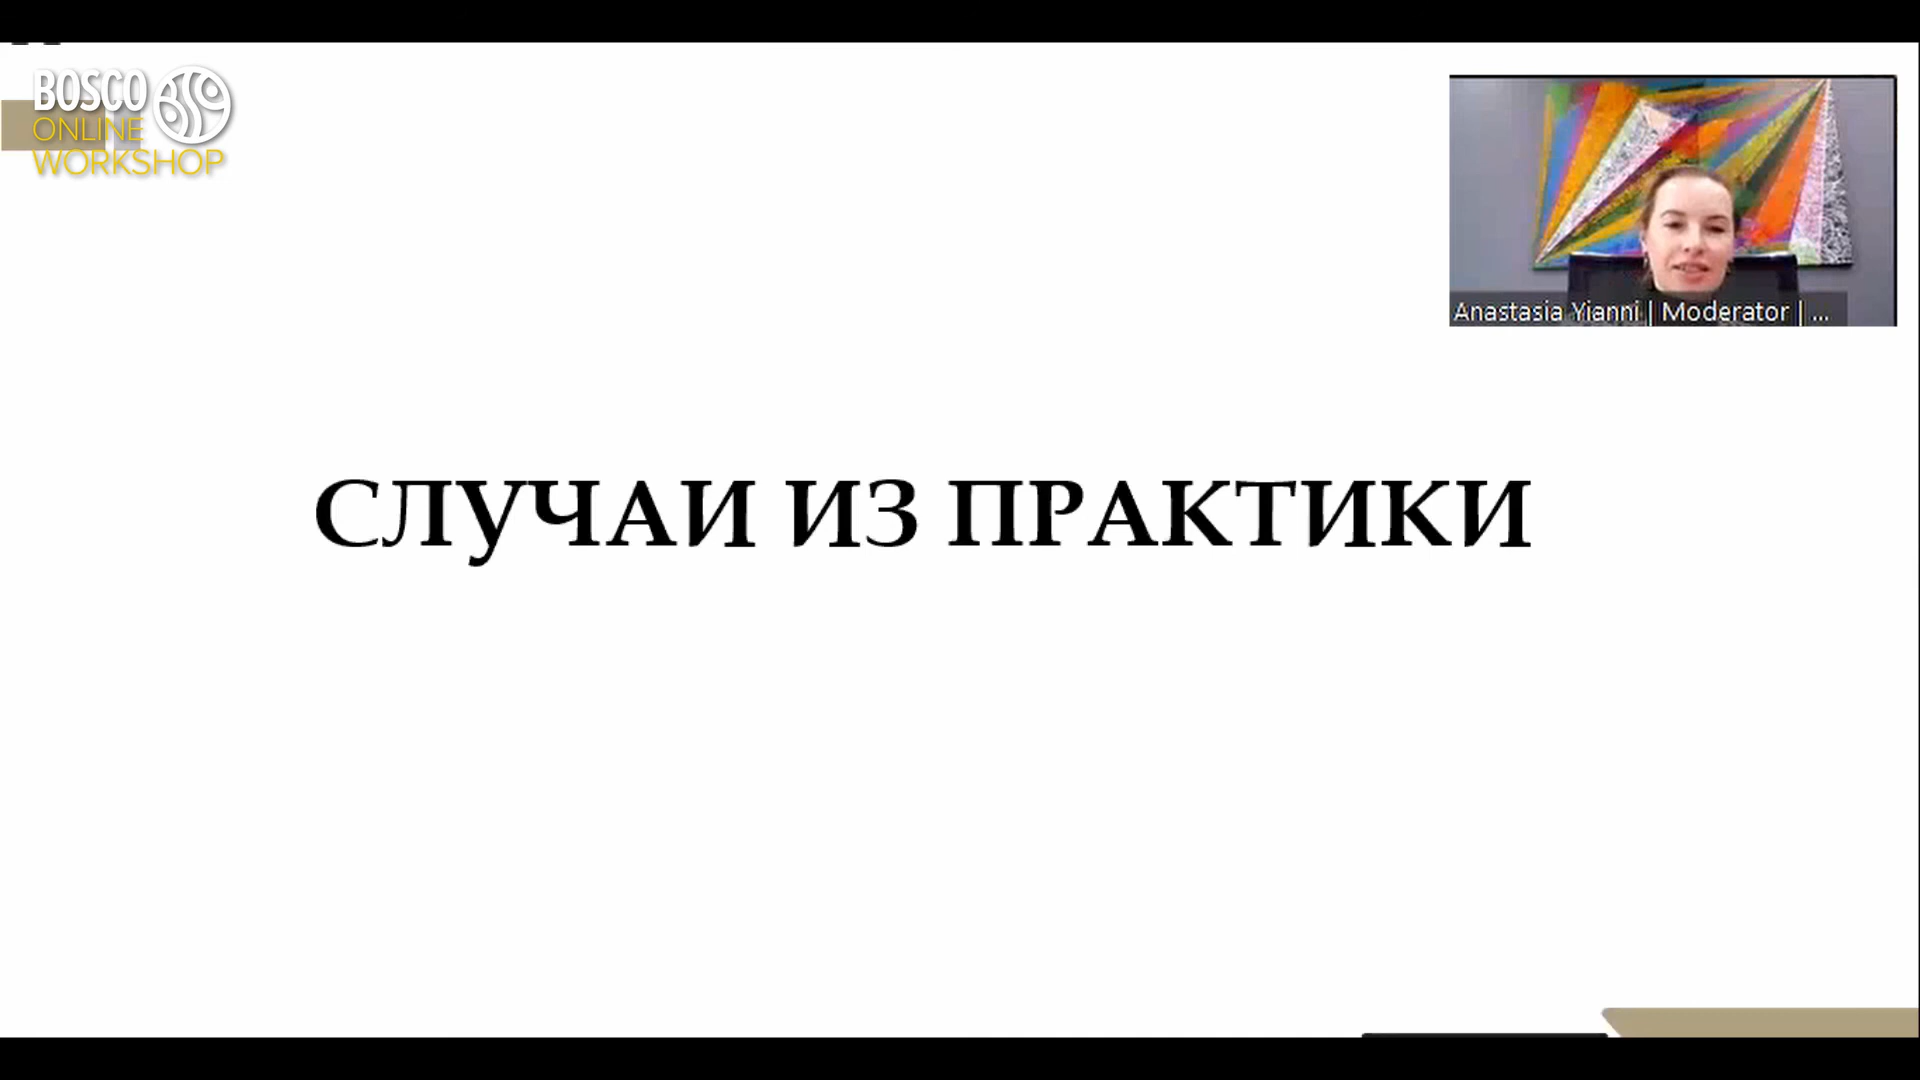 BOSCO
ONLINE
WORKSHOP
Anastasia Yianni | Moderator | ...
СЛУЧАИ ИЗ ПРАКТИКИ